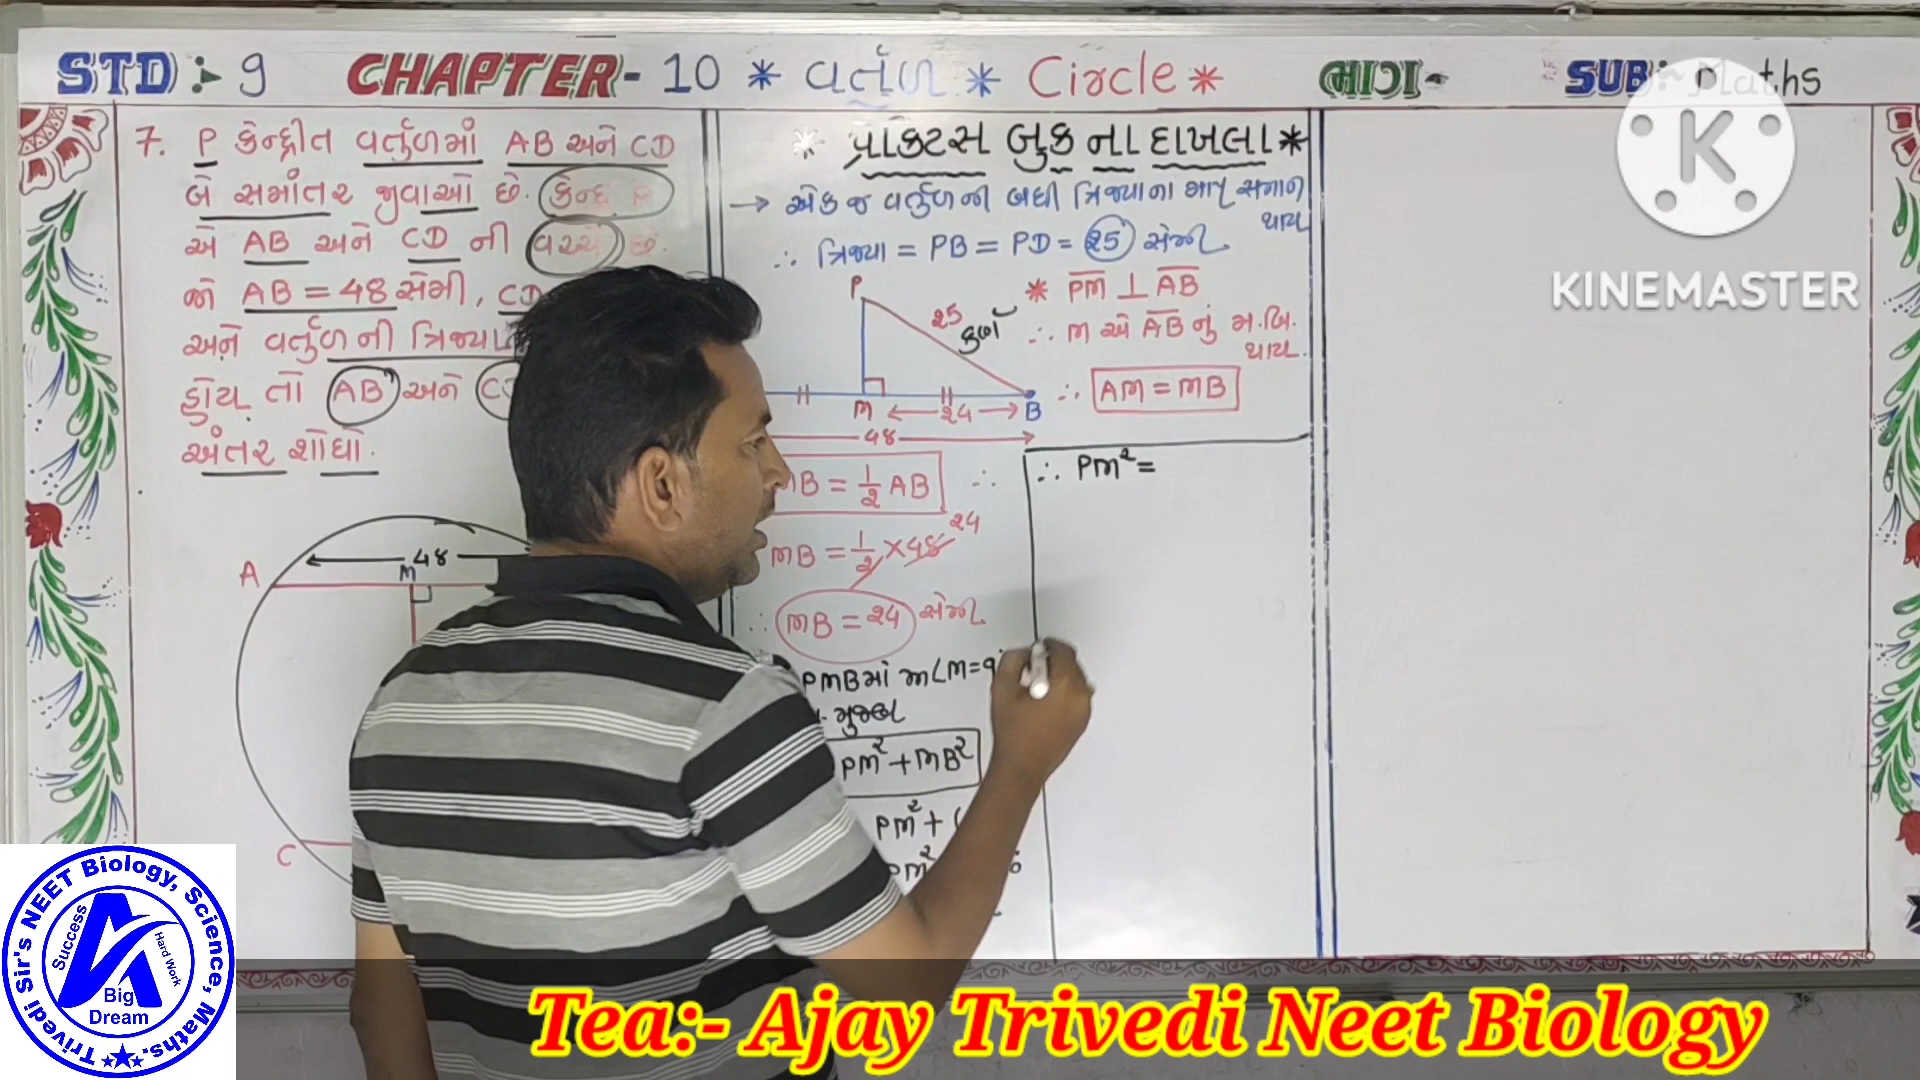 STD :- 9 CHAPTER - 10 * વર્તુળ * Circle * ભાગ- SUB:- Maths
7. P કેન્દ્રીત વર્તુળમાં AB અને CD
બે સમાંતર જીવાઓ છે. કેન્દ્ર
એ AB અને CD ની વચ્ચે છે.
જો AB = 48 સેમી, CD
અને વર્તુળની ત્રિજ્યા
હોય તો AB અને
અંતર શોધો.
48
M
A
C
* પ્રેક્ટિસ બુક ના દાખલા *
→ એક જ વર્તુળની બધી ત્રિજ્યાના માપ સમાન
થાય
∴ ત્રિજ્યા = PB = PD = 25 સેમી
P
25
કર્ણ
M
24
B
48
* PM ⊥ AB
∴ M એ AB નું મ.બિ.
થાય.
∴ AM = MB
MB = 1/2 AB ∴
MB = 1/2 × 48 24
∴ MB = 24 સેમી
PMB માં m∠M = 9
મુજબ
PM² + MB²
PM² + (
PM²
∴ PM² =
K
KINEMASTER
Trivedi Sir's NEET Biology, Science, Maths.
Success
Hard Work
Big
Dream
Tea:- Ajay Trivedi Neet Biology